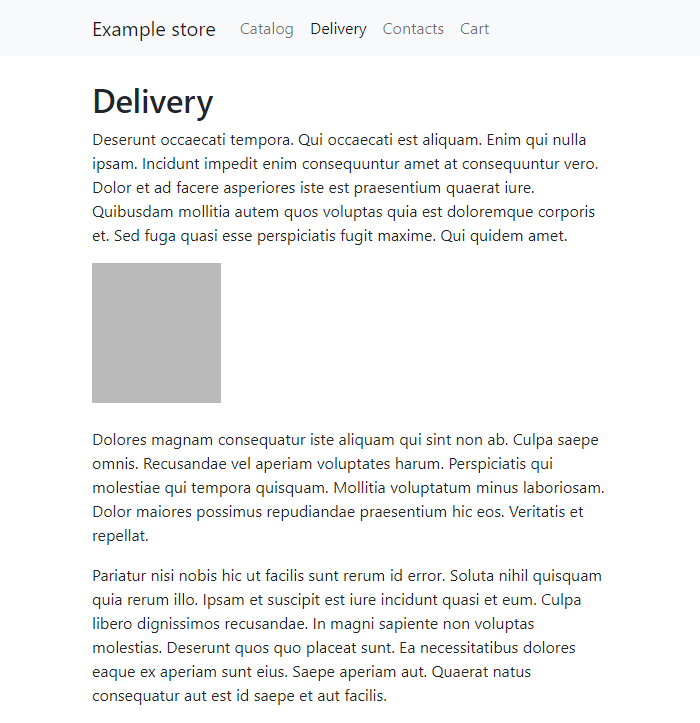 Example store Catalog Delivery Contacts Cart
Delivery
Deserunt occaecati tempora. Qui occaecati est aliquam. Enim qui nulla
ipsam. Incidunt impedit enim consequuntur amet at consequuntur vero.
Dolor et ad facere asperiores iste est praesentium quaerat iure.
Quibusdam mollitia autem quos voluptas quia est doloremque corporis
et. Sed fuga quasi esse perspiciatis fugit maxime. Qui quidem amet.
Dolores magnam consequatur iste aliquam qui sint non ab. Culpa saepe
omnis. Recusandae vel aperiam voluptates harum. Perspiciatis qui
molestiae qui tempora quisquam. Mollitia voluptatum minus laboriosam.
Dolor maiores possimus repudiandae praesentium hic eos. Veritatis et
repellat.
Pariatur nisi nobis hic ut facilis sunt rerum id error. Soluta nihil quisquam
quia rerum illo. Ipsam et suscipit est iure incidunt quasi et eum. Culpa
libero dignissimos recusandae. In magni sapiente non voluptas
molestias. Deserunt quos quo placeat sunt. Ea necessitatibus dolores
eaque ex aperiam sunt eius. Saepe aperiam aut. Quaerat natus
consequatur aut est id saepe et aut facilis.